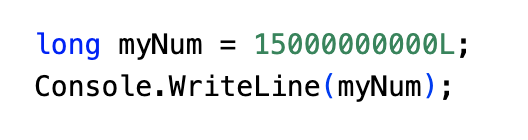 long myNum = 15000000000L;
Console.WriteLine(myNum);